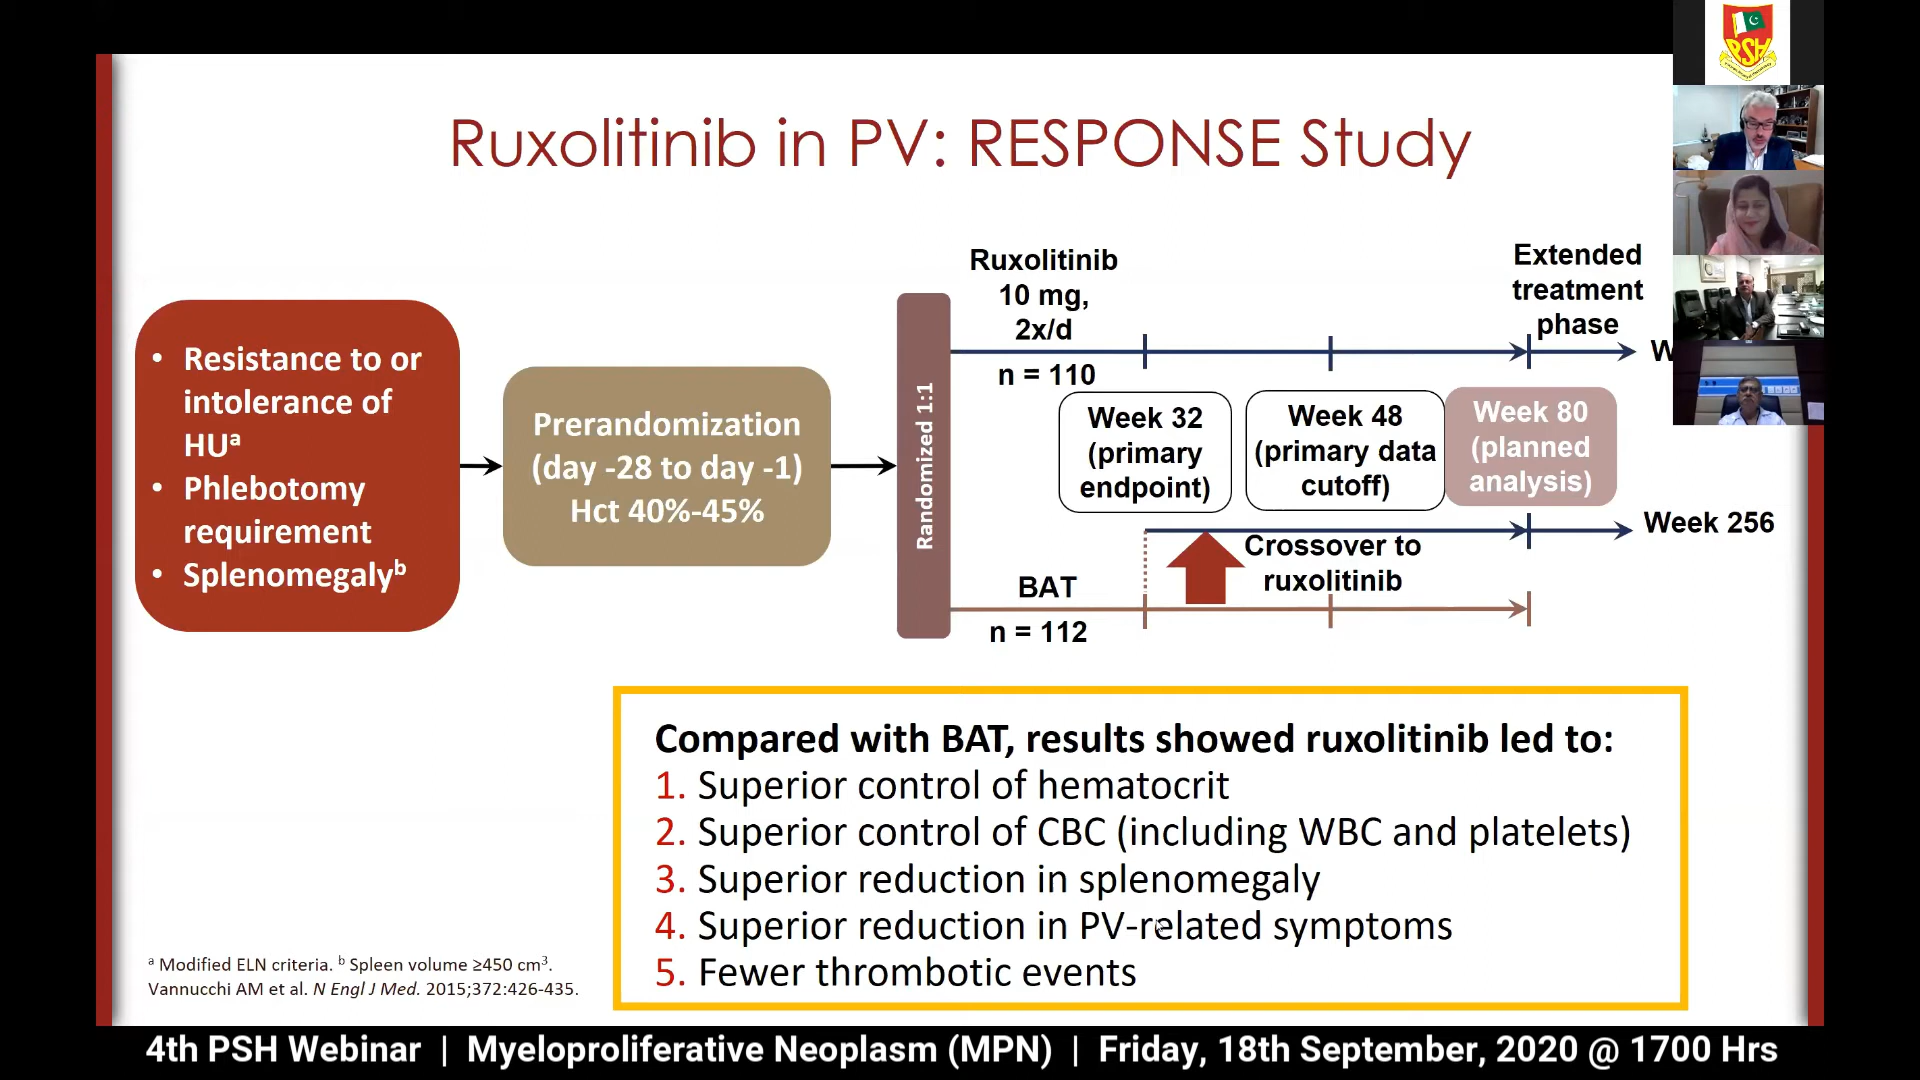 PSH
Ruxolitinib in PV: RESPONSE Study
• Resistance to or
intolerance of
HUᵃ
• Phlebotomy
requirement
• Splenomegalyᵇ
Prerandomization
(day -28 to day -1)
Hct 40%-45%
Randomized 1:1
Ruxolitinib
10 mg,
2x/d
n = 110
Extended
treatment
phase
W
Week 32
(primary
endpoint)
Week 48
(primary data
cutoff)
Week 80
(planned
analysis)
Week 256
Crossover to
ruxolitinib
BAT
n = 112
Compared with BAT, results showed ruxolitinib led to:
1. Superior control of hematocrit
2. Superior control of CBC (including WBC and platelets)
3. Superior reduction in splenomegaly
4. Superior reduction in PV-related symptoms
5. Fewer thrombotic events
ᵃ Modified ELN criteria. ᵇ Spleen volume ≥450 cm³.
Vannucchi AM et al. N Engl J Med. 2015;372:426-435.
4th PSH Webinar | Myeloproliferative Neoplasm (MPN) | Friday, 18th September, 2020 @ 1700 Hrs